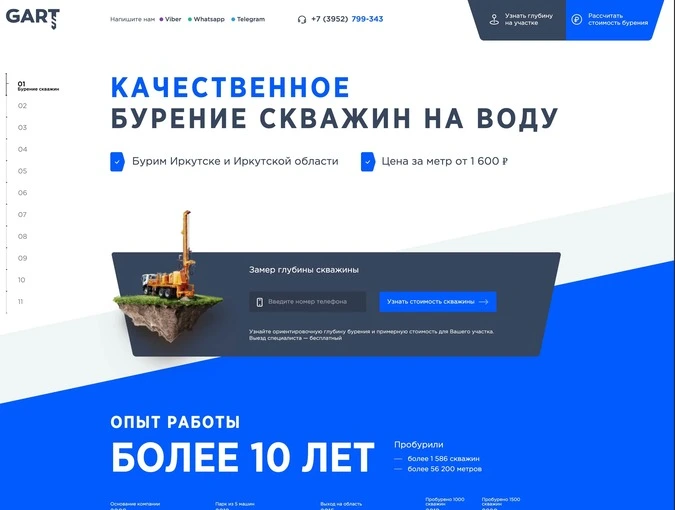 GART
Напишите нам Viber Whatsapp Telegram
+7 (3952) 799-343
Узнать глубину
на участке
Рассчитать
стоимость бурения
01
Бурение скважин
02
03
04
05
06
07
08
09
10
11
КАЧЕСТВЕННОЕ
БУРЕНИЕ СКВАЖИН НА ВОДУ
Бурим Иркутске и Иркутской области
Цена за метр от 1 600 ₽
Замер глубины скважины
Введите номер телефона
Узнать стоимость скважины
Узнайте ориентировочную глубину бурения и примерную стоимость для Вашего участка.
Выезд специалиста — бесплатный
ОПЫТ РАБОТЫ
БОЛЕЕ 10 ЛЕТ
Пробурили
— более 1 586 скважин
— более 56 200 метров
Основание компании
Парк из 5 машин
Выход на область
Пробурено 1000
скважин
Пробурено 1500
скважин